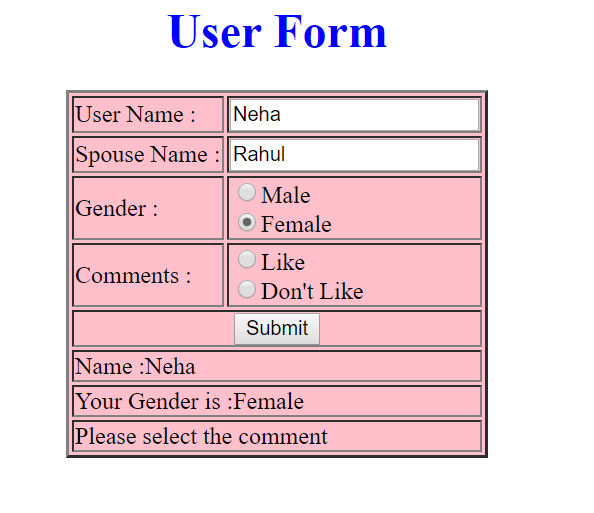 User Form
User Name : Neha
Spouse Name : Rahul
Gender : Male
Female
Comments : Like
Don't Like
Submit
Name :Neha
Your Gender is :Female
Please select the comment